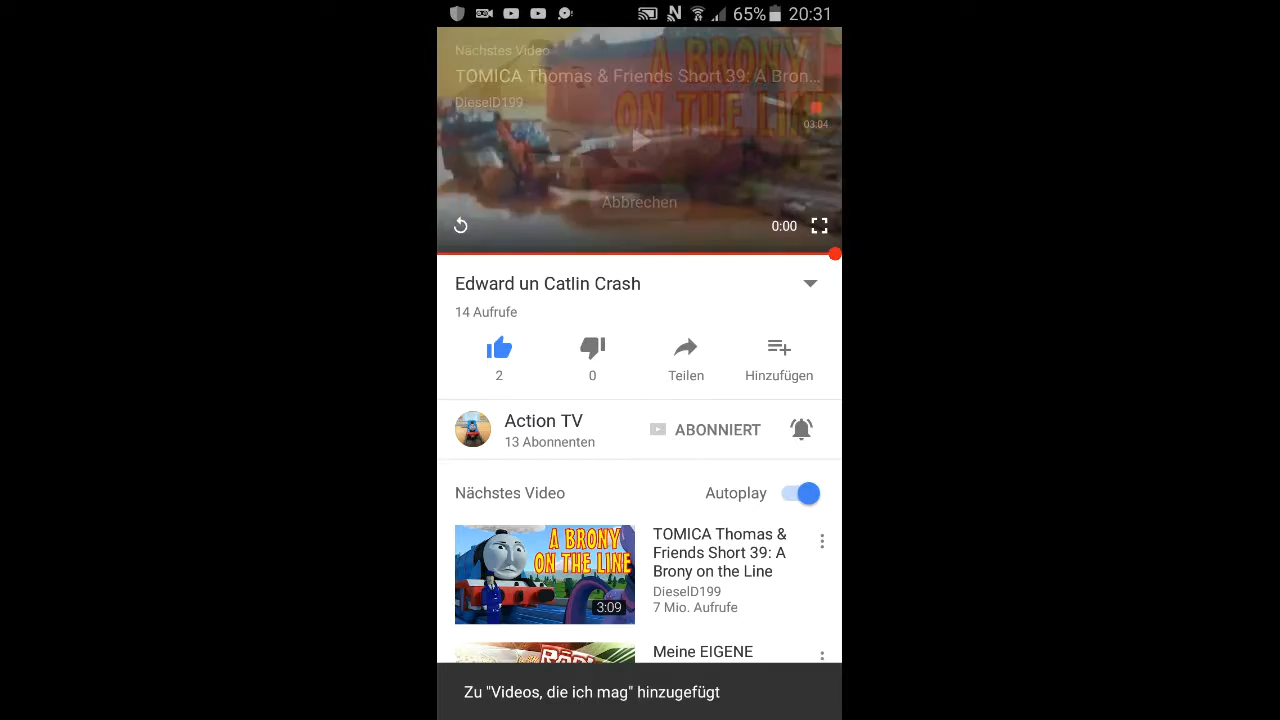 65% 20:31
Nächstes Video
TOMICA Thomas & Friends Short 39: A Bron...
DieselD199
A BRONY
ON THE LINE
03:04
Abbrechen
0:00
Edward un Catlin Crash
14 Aufrufe
2
0
Teilen
Hinzufügen
Action TV
13 Abonnenten
ABONNIERT
Nächstes Video
Autoplay
A BRONY
ON THE LINE
3:09
TOMICA Thomas &
Friends Short 39: A
Brony on the Line
DieselD199
7 Mio. Aufrufe
Meine EIGENE
Zu "Videos, die ich mag" hinzugefügt